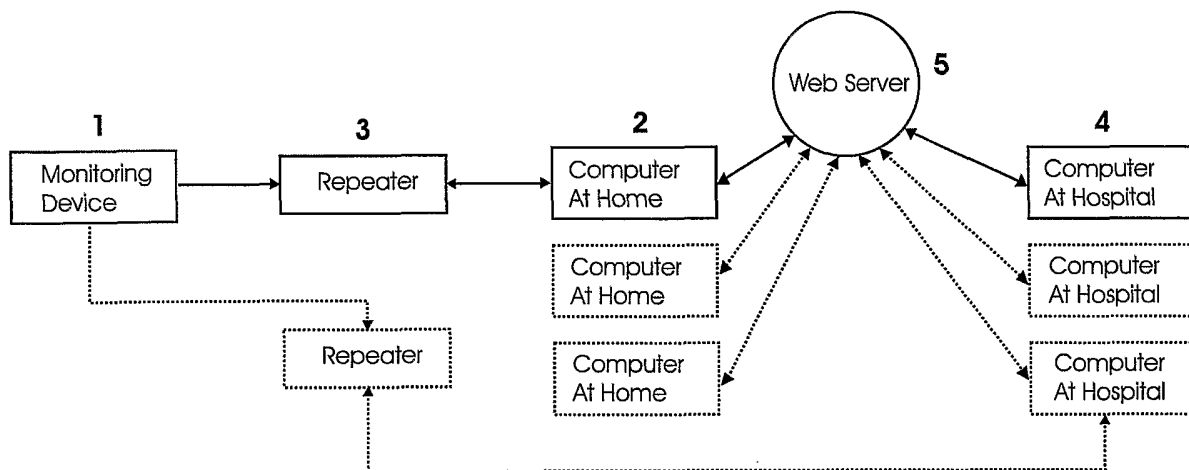 5
Web Server
1
3
2
4
Monitoring
Device
Repeater
Computer
At Home
Computer
At Hospital
Computer
At Home
Computer
At Hospital
Repeater
Computer
At Home
Computer
At Hospital